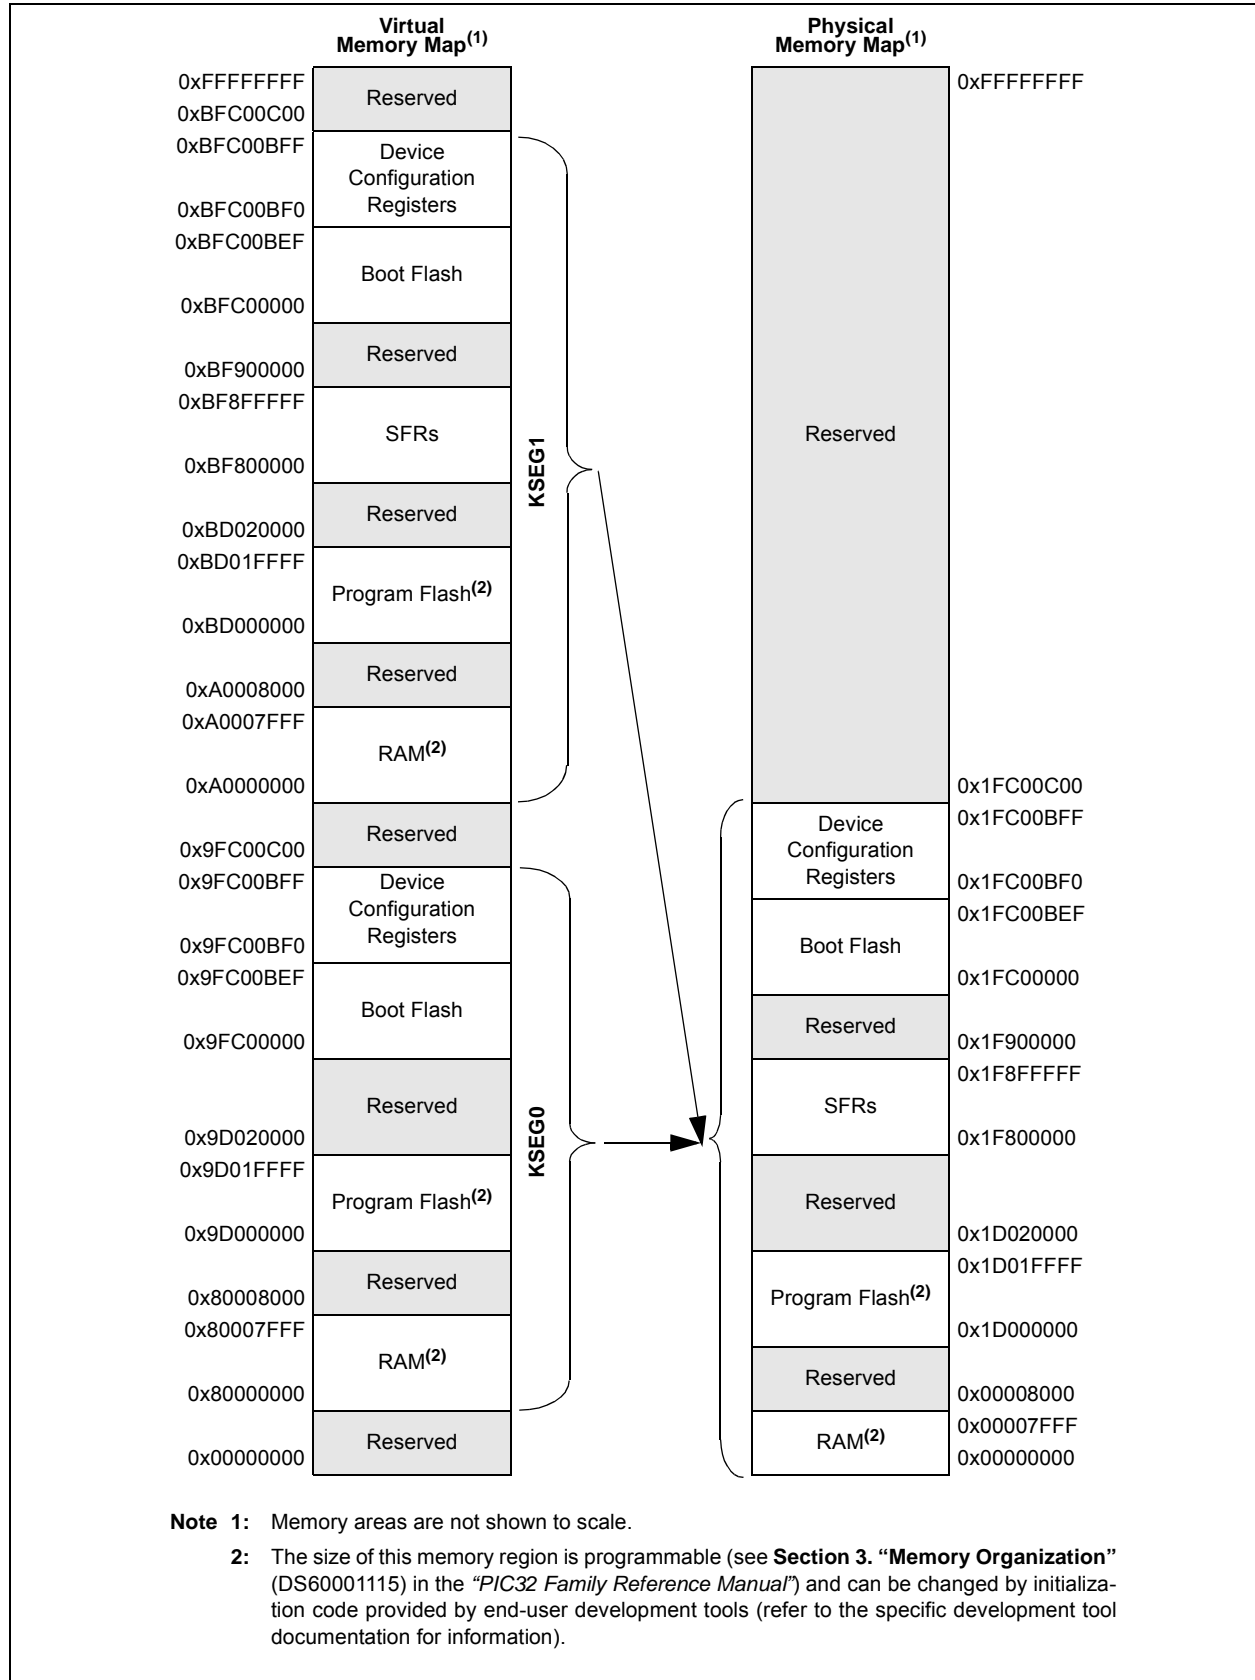 Virtual
Memory Map(1)
Physical
Memory Map(1)
0xFFFFFFFF
Reserved
0xBFC00C00
0xBFC00BFF
Device
Configuration
Registers
0xBFC00BF0
0xBFC00BEF
Boot Flash
0xBFC00000
Reserved
0xBF900000
0xBF8FFFFF
SFRs
0xBF800000
Reserved
0xBD020000
0xBD01FFFF
Program Flash(2)
0xBD000000
Reserved
0xA0008000
0xA0007FFF
RAM(2)
0xA0000000
KSEG1
Reserved
0x9FC00C00
0x9FC00BFF
Device
Configuration
Registers
0x9FC00BF0
0x9FC00BEF
Boot Flash
0x9FC00000
Reserved
0x9D020000
0x9D01FFFF
Program Flash(2)
0x9D000000
Reserved
0x80008000
0x80007FFF
RAM(2)
0x80000000
KSEG0
Reserved
0x00000000
0xFFFFFFFF
Reserved
0x1FC00C00
0x1FC00BFF
Device
Configuration
Registers
0x1FC00BF0
0x1FC00BEF
Boot Flash
0x1FC00000
Reserved
0x1F900000
0x1F8FFFFF
SFRs
0x1F800000
Reserved
0x1D020000
0x1D01FFFF
Program Flash(2)
0x1D000000
Reserved
0x00008000
0x00007FFF
RAM(2)
0x00000000
Note 1: Memory areas are not shown to scale.
2: The size of this memory region is programmable (see Section 3. “Memory Organization”
(DS60001115) in the “PIC32 Family Reference Manual”) and can be changed by initializa-
tion code provided by end-user development tools (refer to the specific development tool
documentation for information).